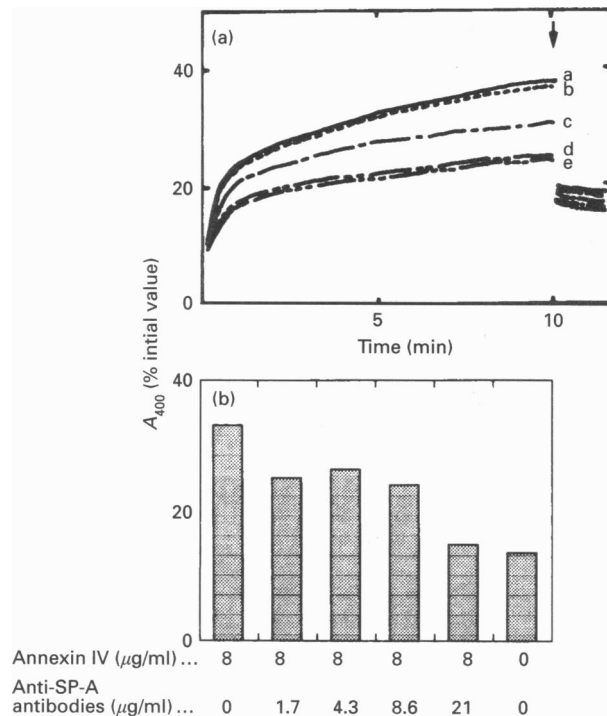 (a)
40
20
0
a
b
c
d
e
5
10
Time (min)
A400 (% intial value)
(b)
40
20
0
Annexin IV (μg/ml) ... 8 8 8 8 8 0
Anti-SP-A
antibodies (μg/ml) ... 0 1.7 4.3 8.6 21 0